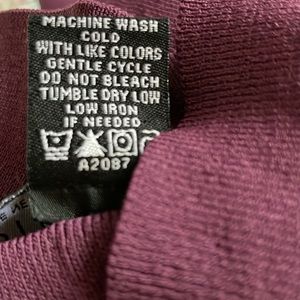 MACHINE WASH
COLD
WITH LIKE COLORS
GENTLE CYCLE
DO NOT BLEACH
TUMBLE DRY LOW
LOW IRON
IF NEEDED
A2087